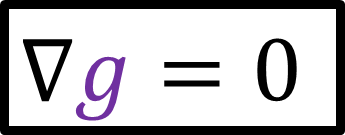 ∇g = 0